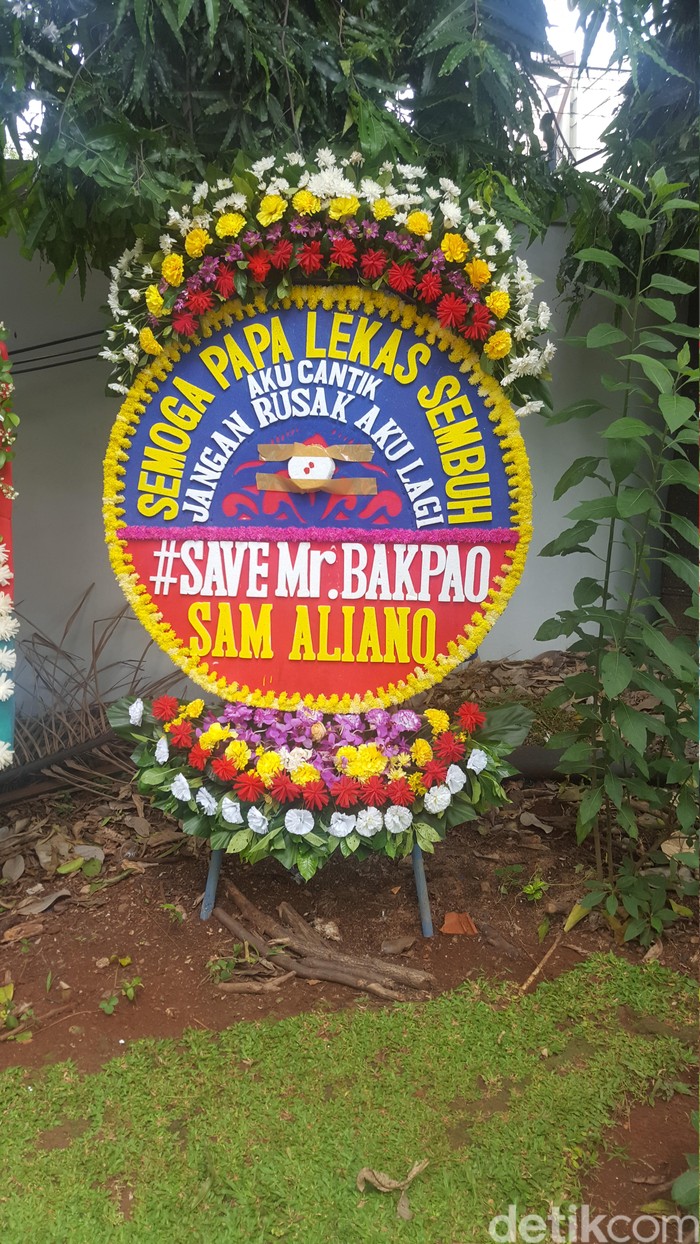 SEMOGA PAPA LEKAS SEMBUH
AKU CANTIK
JANGAN RUSAK AKU LAGI
#SAVE Mr.BAKPAO
SAM ALIANO
detikcom